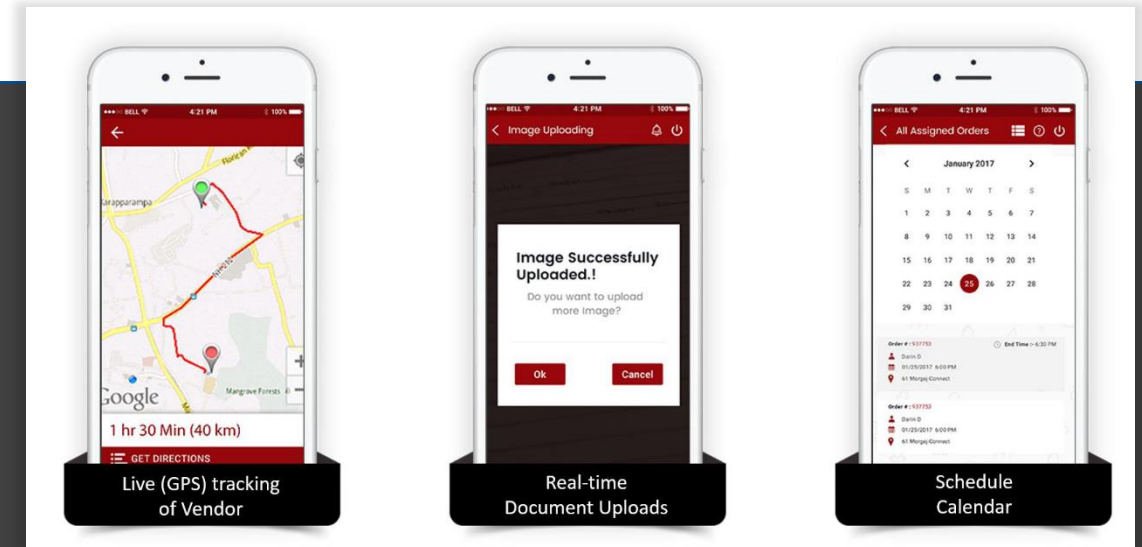 BELL 4:21 PM 100%
Florican
Karapparampa
NH212
Mangrove Forests
Google
1 hr 30 Min (40 km)
GET DIRECTIONS
Live (GPS) tracking
of Vendor
BELL 4:21 PM 100%
Image Uploading
Image Successfully
Uploaded.!
Do you want to upload
more Image?
Ok Cancel
Real-time
Document Uploads
BELL 4:21 PM 100%
All Assigned Orders
January 2017
S M T W T F S
1 2 3 4 5 6 7
8 9 10 11 12 13 14
15 16 17 18 19 20 21
22 23 24 25 26 27 28
29 30 31
Order # : 937753 End Time :- 6:30 PM
Darin D
01/25/2017 6:00 PM
61 Morgej-Connect
Order # : 937753
Darin D
01/25/2017 6:00 PM
61 Morgej-Connect
Schedule
Calendar